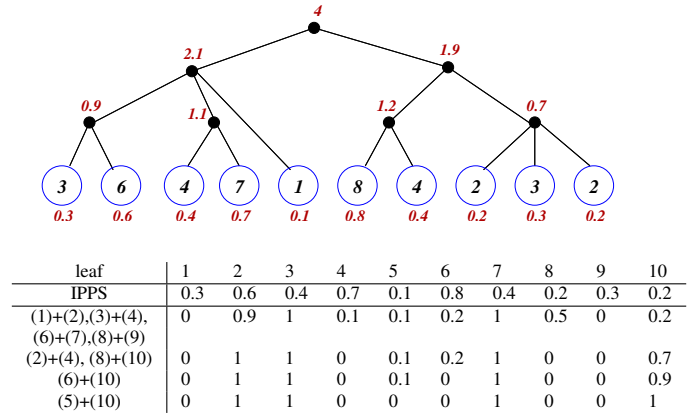 4
2.1 1.9
0.9 1.1 1.2 0.7
3 6 4 7 1 8 4 2 3 2
0.3 0.6 0.4 0.7 0.1 0.8 0.4 0.2 0.3 0.2
leaf 1 2 3 4 5 6 7 8 9 10
IPPS 0.3 0.6 0.4 0.7 0.1 0.8 0.4 0.2 0.3 0.2
(1)+(2),(3)+(4), 0 0.9 1 0.1 0.1 0.2 1 0.5 0 0.2
(6)+(7),(8)+(9)
(2)+(4), (8)+(10) 0 1 1 0 0.1 0.2 1 0 0 0.7
(6)+(10) 0 1 1 0 0.1 0 1 0 0 0.9
(5)+(10) 0 1 1 0 0 0 1 0 0 1